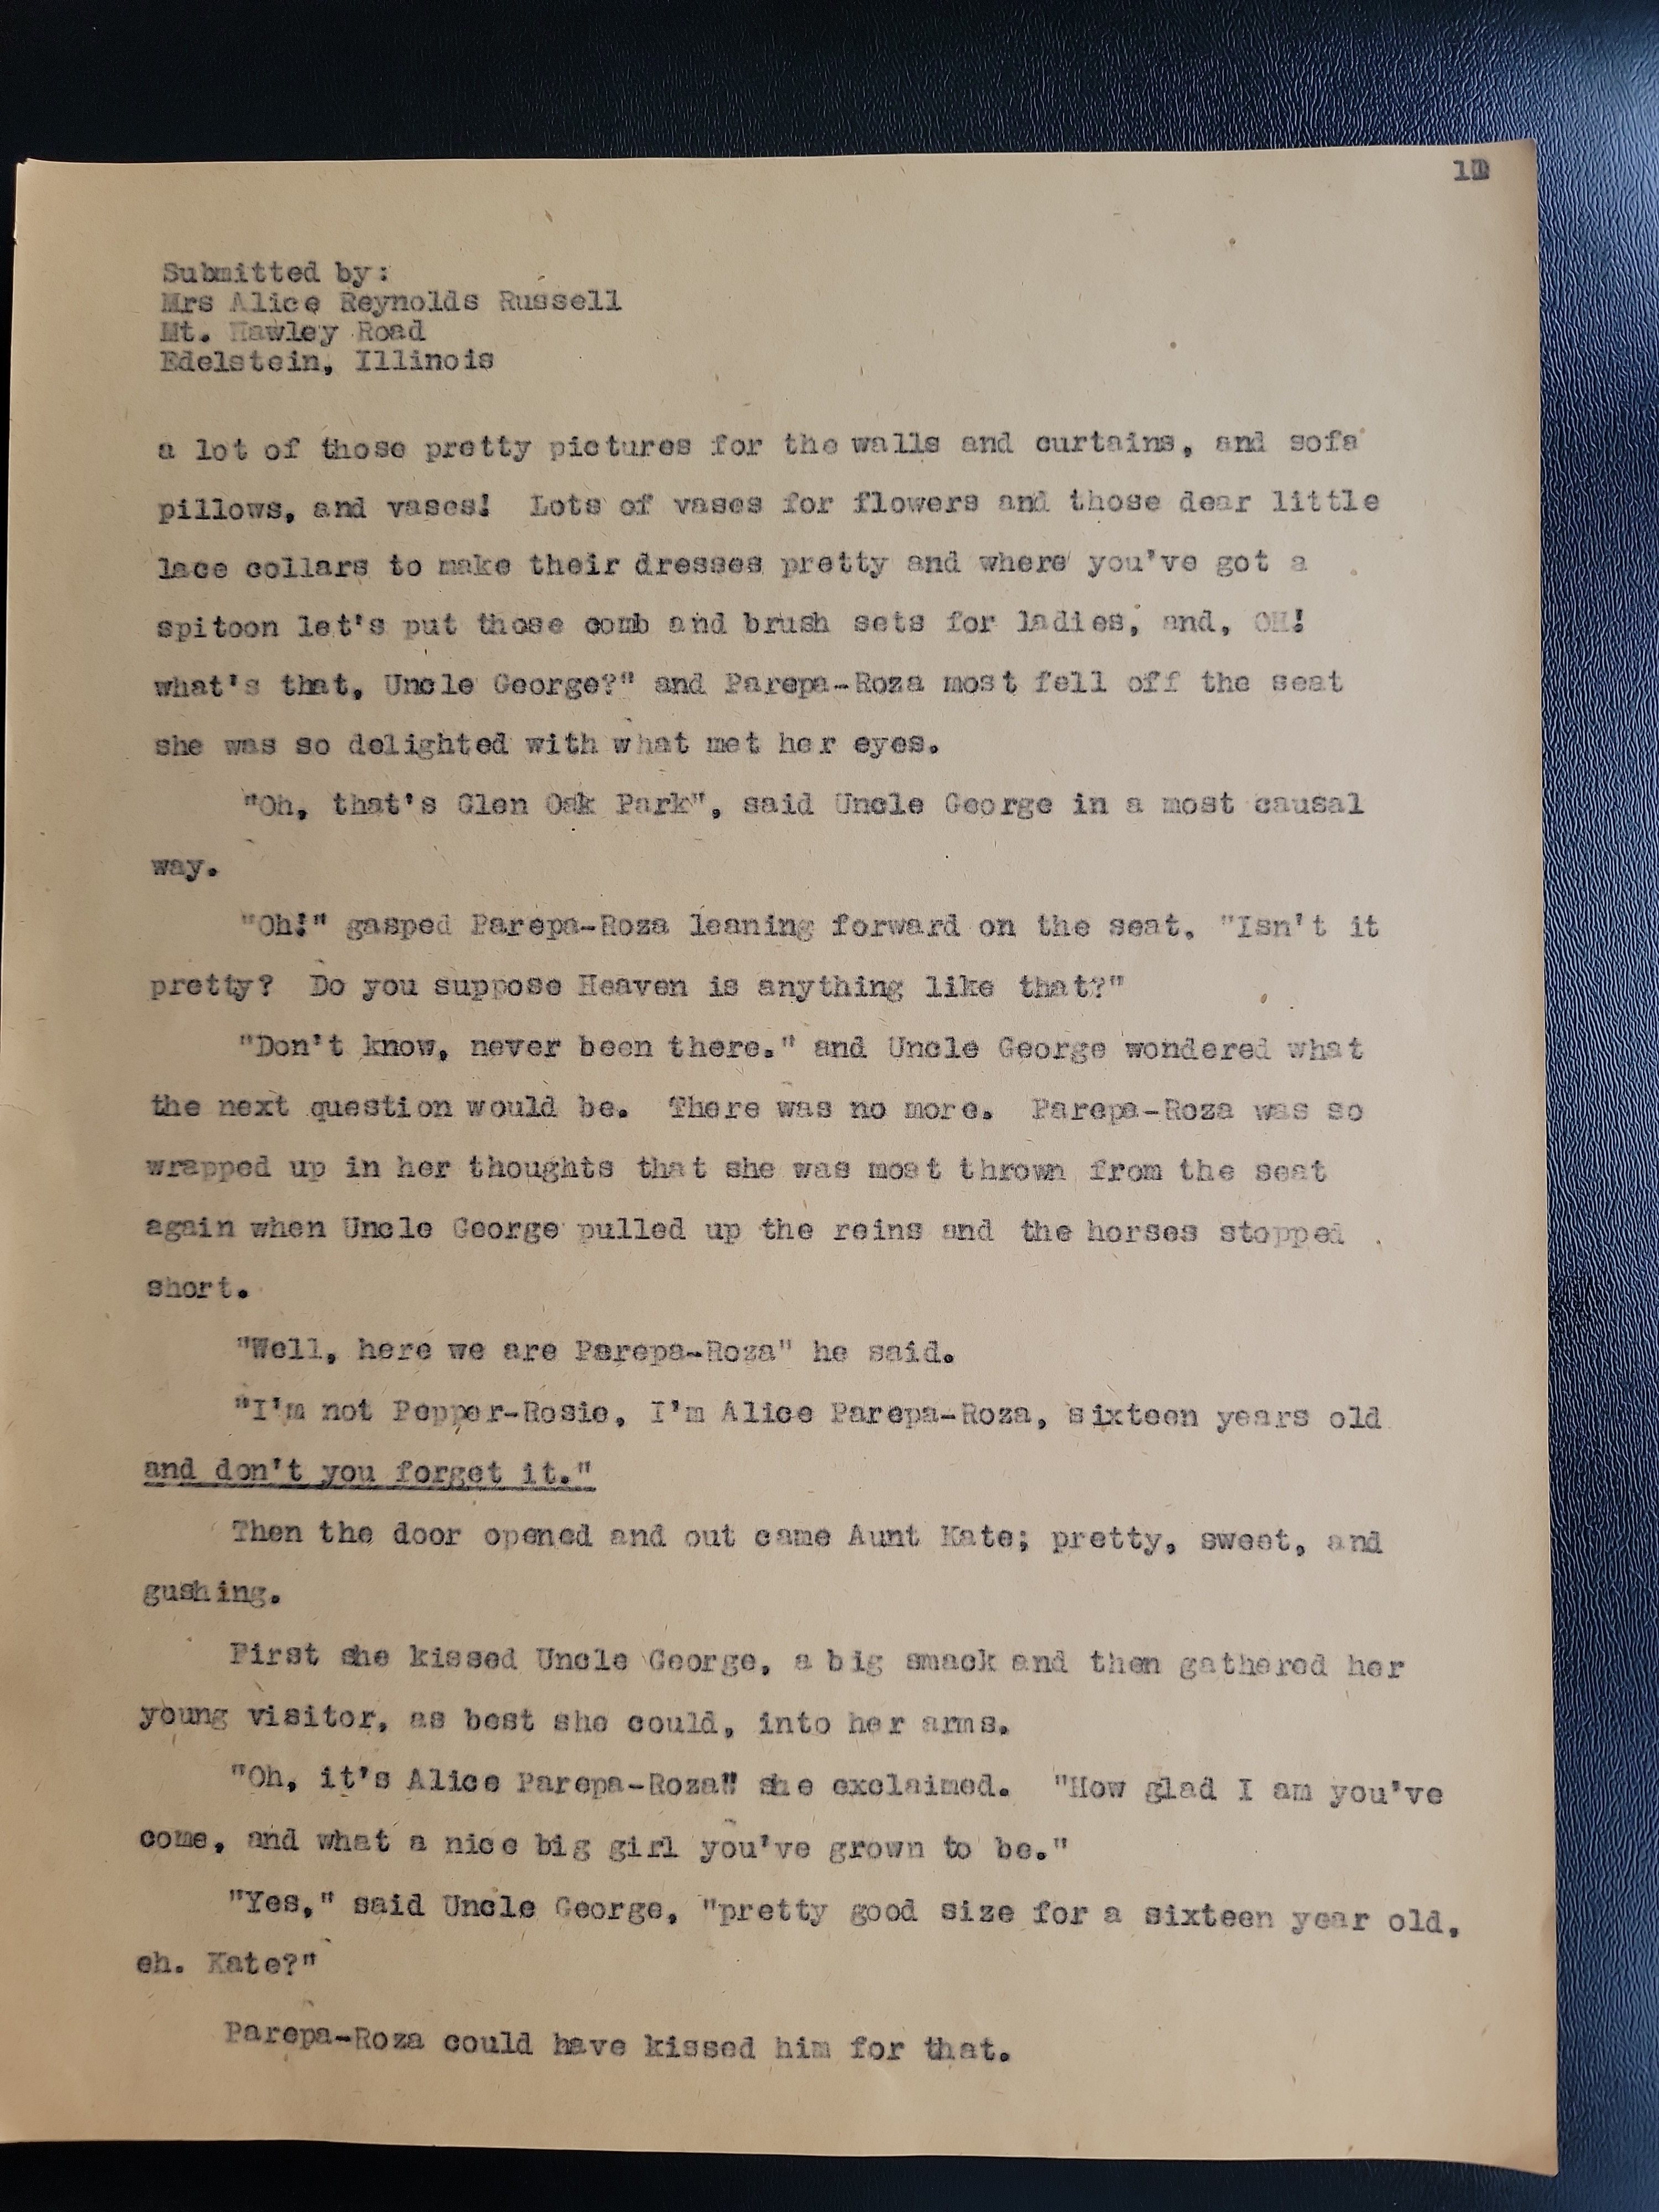 Submitted by:
Mrs Alice Reynolds Russell
Mt. Hawley Road
Edelstein, Illinois
a lot of those pretty pictures for the walls and curtains, and sofa
pillows, and vases! Lots of vases for flowers and those dear little
lace collars to make their dresses pretty and where you've got a
spitoon let's put those comb and brush sets for ladies, and, OH!
what's that, Uncle George?" and Parepa-Roza most fell off the seat
she was so delighted with what met her eyes.
"Oh, that's Glen Oak Park", said Uncle George in a most causal
way.
"Oh!" gasped Parepa-Roza leaning forward on the seat. "Isn't it
pretty? Do you suppose Heaven is anything like that?"
"Don't know, never been there." and Uncle George wondered what
the next question would be. There was no more. Parepa-Roza was so
wrapped up in her thoughts that she was most thrown from the seat
again when Uncle George pulled up the reins and the horses stopped
short.
"Well, here we are Parepa-Roza" he said.
"I'm not Pepper-Rosie, I'm Alice Parepa-Roza, sixteen years old
and don't you forget it."
Then the door opened and out came Aunt Kate; pretty, sweet, and
gushing.
First she kissed Uncle George, a big smack and then gathered her
young visitor, as best she could, into her arms.
"Oh, it's Alice Parepa-Roza" she exclaimed. "How glad I am you've
come, and what a nice big girl you've grown to be."
"Yes," said Uncle George, "pretty good size for a sixteen year old,
eh. Kate?"
Parepa-Roza could have kissed him for that.